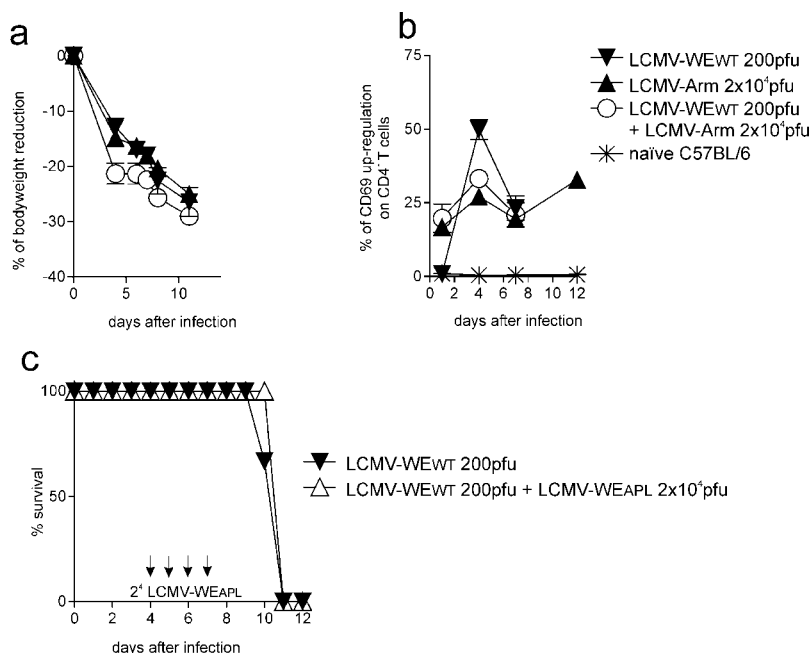 a
0
-10
-20
-30
-40
% of bodyweight reduction
0 5 10
days after infection
b
75
50
25
0
% of CD69 up-regulation
on CD4+ T cells
0 2 4 6 8 10 12
days after infection
LCMV-WEWT 200pfu
LCMV-Arm 2x10⁴pfu
LCMV-WEWT 200pfu
+ LCMV-Arm 2x10⁴pfu
naïve C57BL/6
c
100
50
0
% survival
2⁴ LCMV-WEAPL
0 2 4 6 8 10 12
days after infection
LCMV-WEWT 200pfu
LCMV-WEWT 200pfu + LCMV-WEAPL 2x10⁴pfu